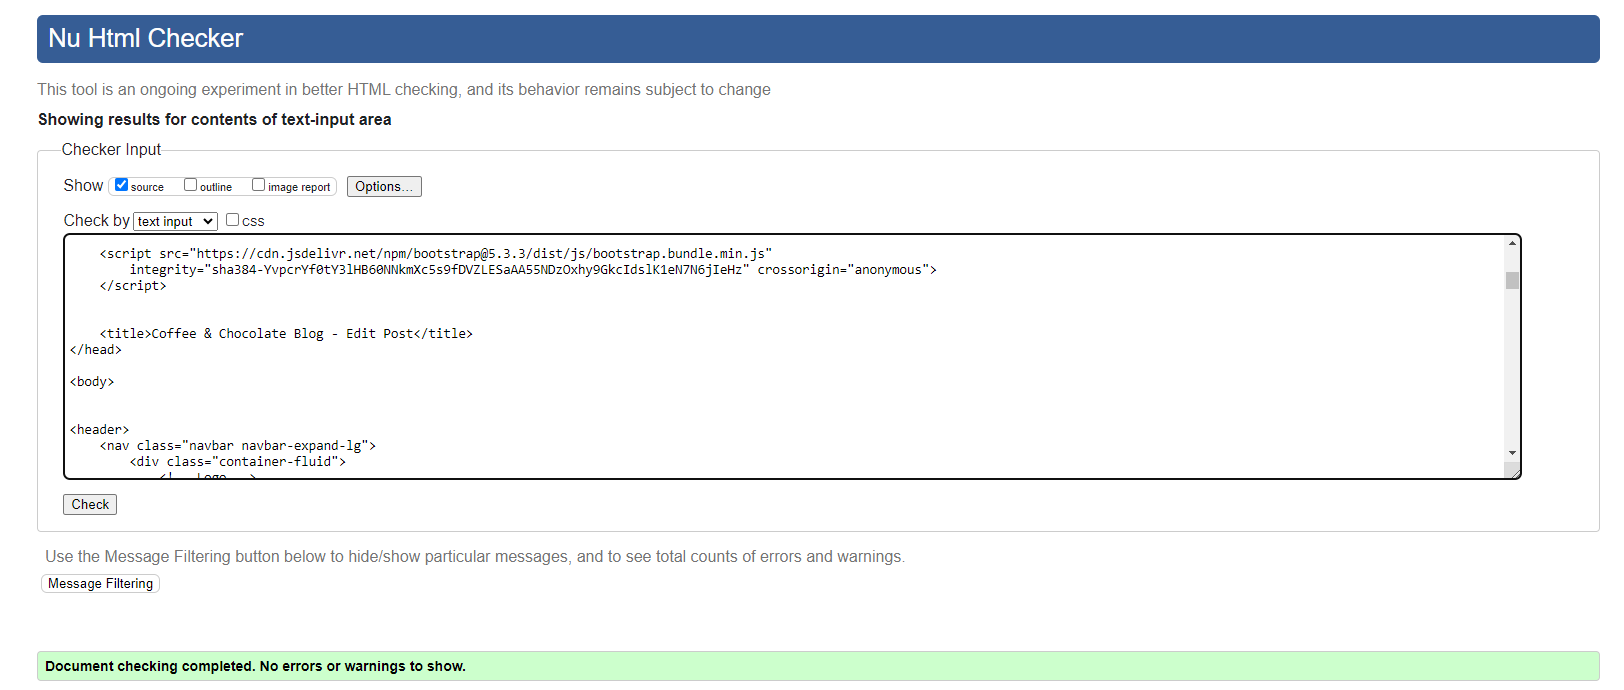 Nu Html Checker
This tool is an ongoing experiment in better HTML checking, and its behavior remains subject to change
Showing results for contents of text-input area
Checker Input
Show source outline image report Options...
Check by text input css
<script src="https://cdn.jsdelivr.net/npm/bootstrap@5.3.3/dist/js/bootstrap.bundle.min.js"
integrity="sha384-YvpcrYf0tY3lHB60NNkmXc5s9fDVZLESaAA55NDzOxhy9GkcIdslK1eN7N6jIeHz" crossorigin="anonymous">
</script>
<title>Coffee & Chocolate Blog - Edit Post</title>
</head>
<body>
<header>
<nav class="navbar navbar-expand-lg">
<div class="container-fluid">
<!-- Logo -->
Check
Use the Message Filtering button below to hide/show particular messages, and to see total counts of errors and warnings.
Message Filtering
Document checking completed. No errors or warnings to show.